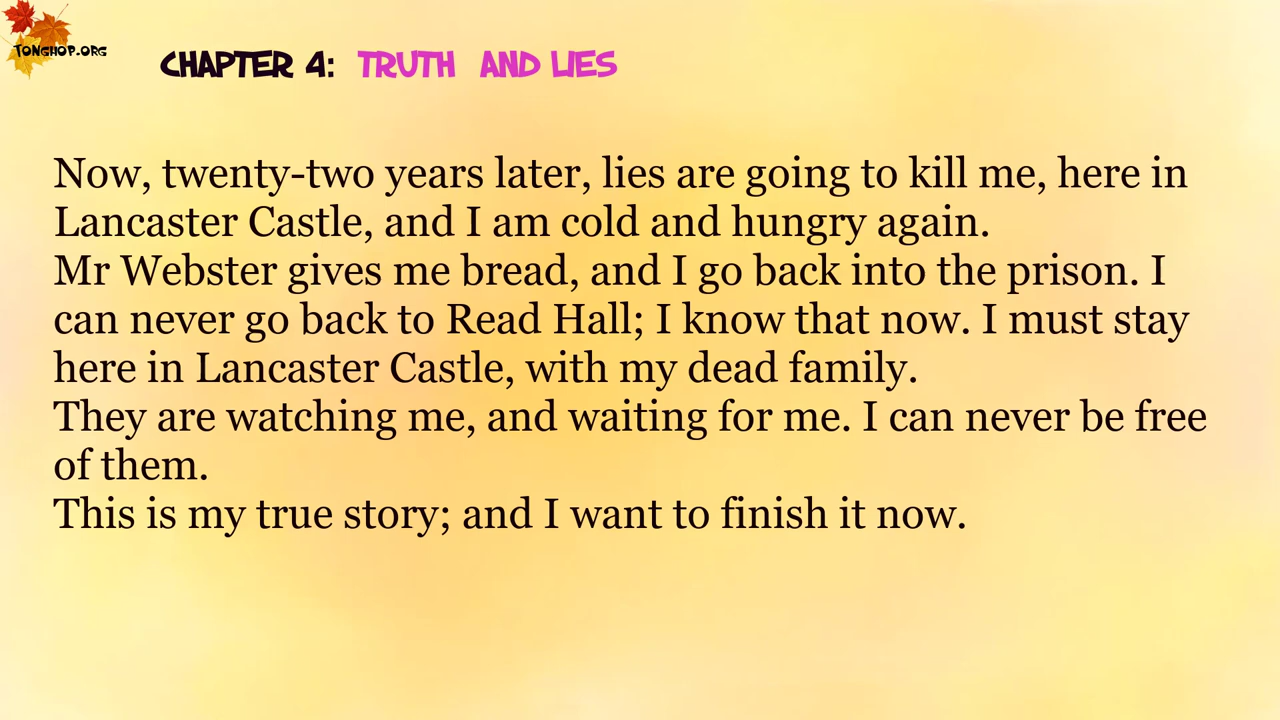 TONGHOP.ORG
CHAPTER 4: TRUTH AND LIES
Now, twenty-two years later, lies are going to kill me, here in
Lancaster Castle, and I am cold and hungry again.
Mr Webster gives me bread, and I go back into the prison. I
can never go back to Read Hall; I know that now. I must stay
here in Lancaster Castle, with my dead family.
They are watching me, and waiting for me. I can never be free
of them.
This is my true story; and I want to finish it now.